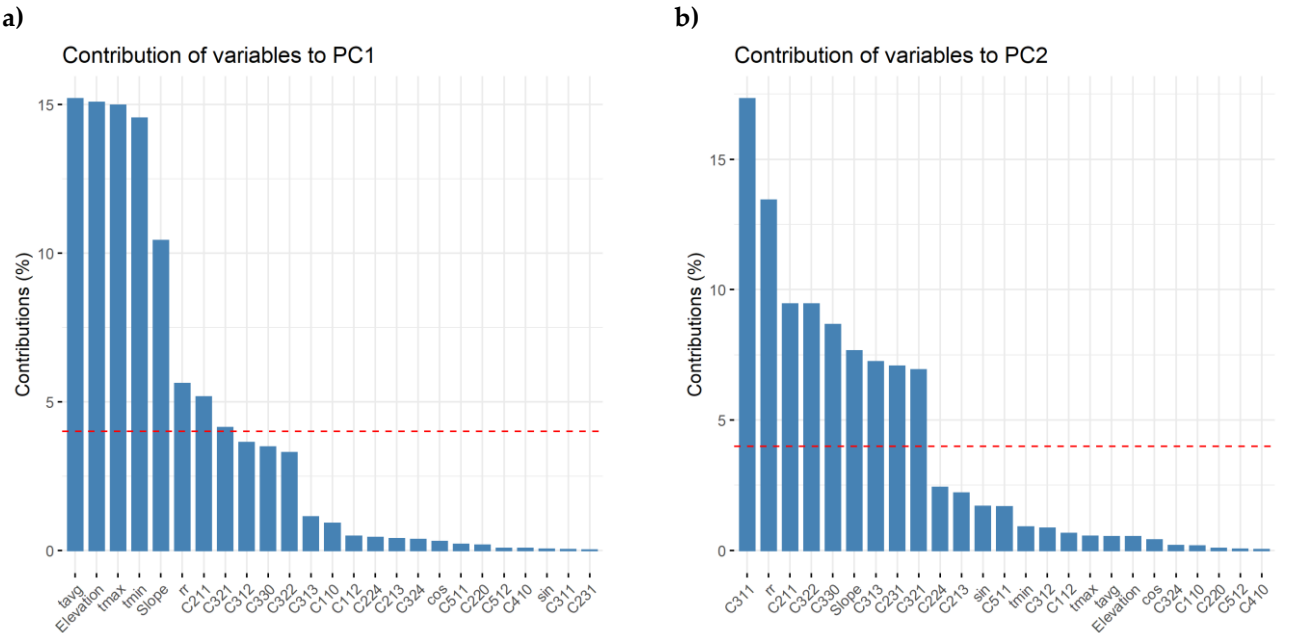 a)
Contribution of variables to PC1
Contributions (%)
15
10
5
0
tavg
Elevation
tmax
tmin
Slope
rr
C211
C321
C312
C330
C322
C313
C110
C112
C224
C213
C324
cos
C511
C220
C512
C410
sin
C311
C231
b)
Contribution of variables to PC2
Contributions (%)
15
10
5
0
C311
rr
C211
C322
C330
Slope
C313
C231
C321
C224
C213
sin
C511
tmin
C312
C112
tmax
tavg
Elevation
cos
C324
C110
C220
C512
C410